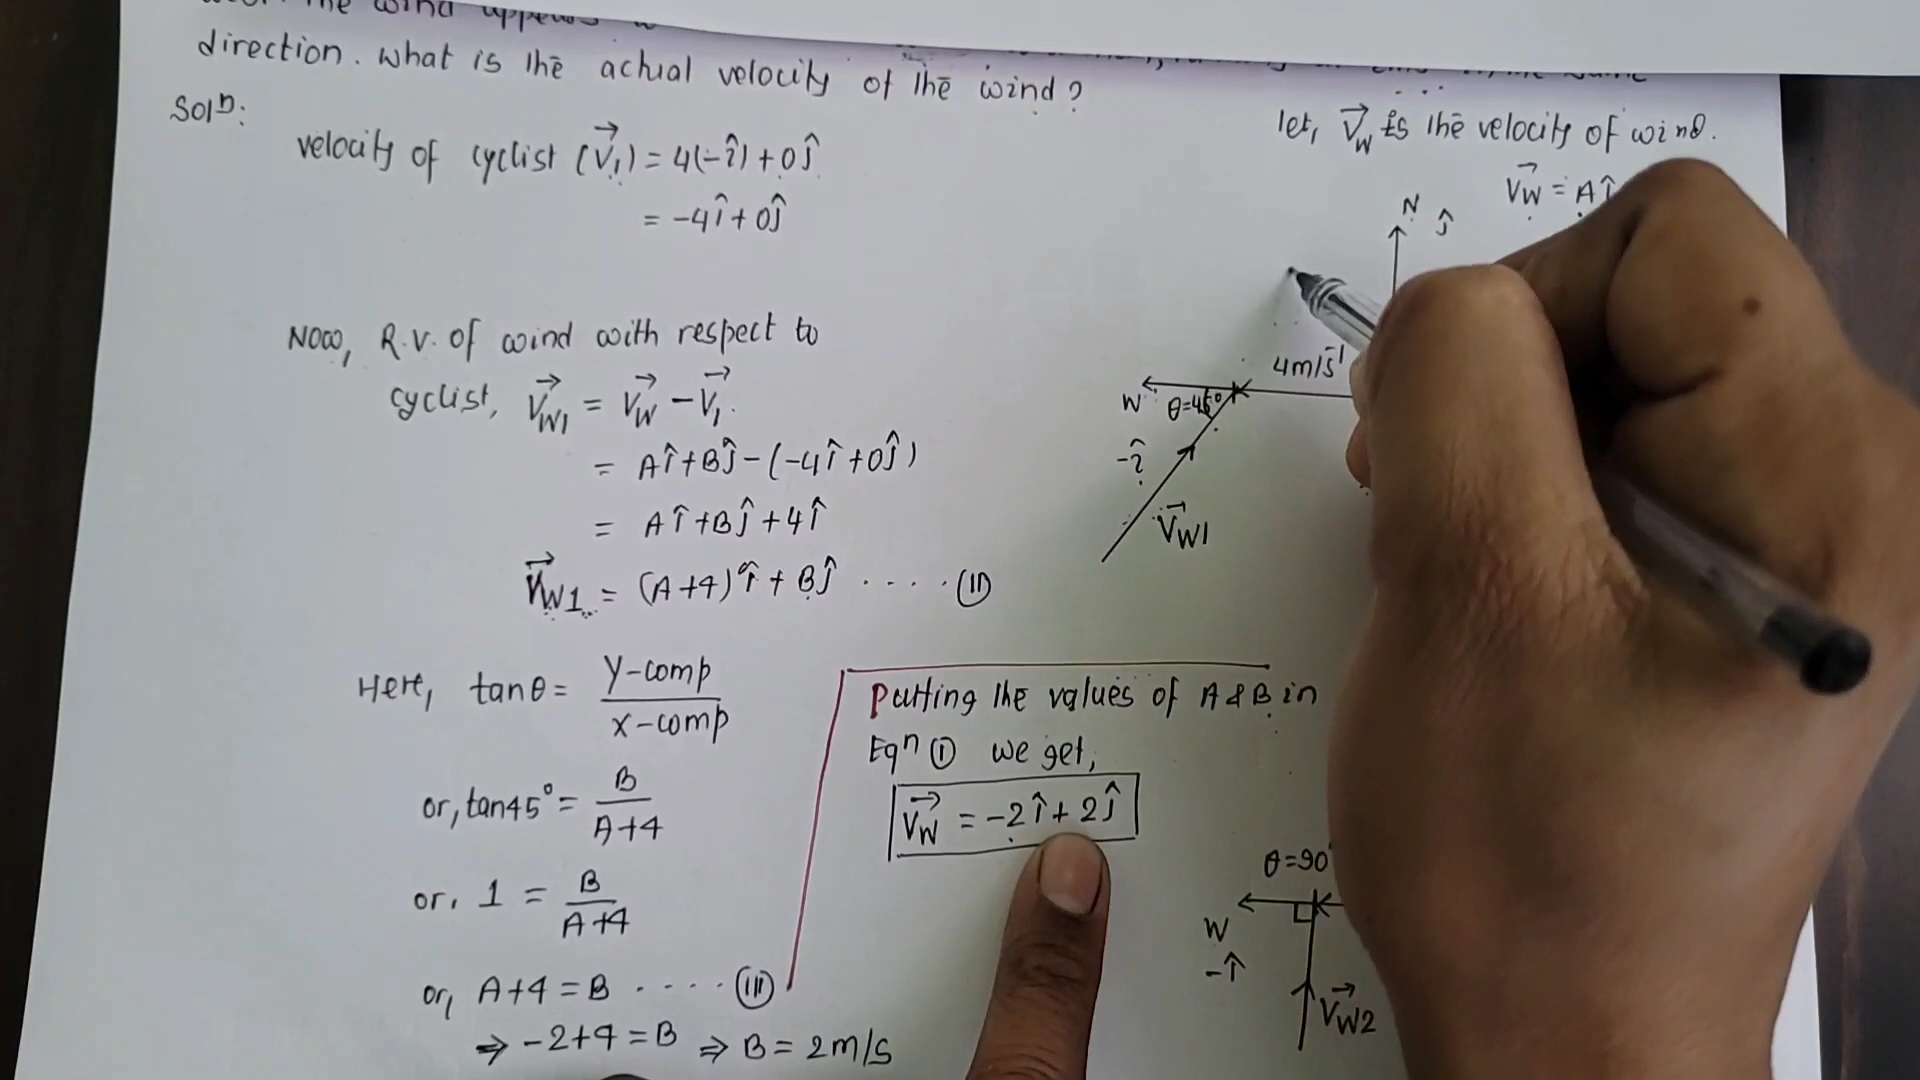 the wind appears
direction. What is the actual velocity of the wind?
Solⁿ:
velocity of cyclist (V₁→) = 4(-î) + 0ĵ
= -4î + 0ĵ
Now, R.V. of wind with respect to
cyclist, V→w1 = V→w - V→1.
= Aî + Bĵ - (-4î + 0ĵ)
= Aî + Bĵ + 4î
V→w1 = (A+4)î + Bĵ .... (II)
Here, tanθ = Y-comp / x-comp
or, tan45° = B / A+4
or, 1 = B / A+4
or, A+4 = B ..... (III)
⇒ -2+4 = B ⇒ B = 2m/s
Putting the values of A & B in
Eqⁿ (I) we get,
V→w = -2î + 2ĵ
let, V→w is the velocity of wind.
V→w = Aî
N
ĵ
4m/s⁻¹
W
θ=45°
-î
V→w1
θ=90°
W
-î
V→w2